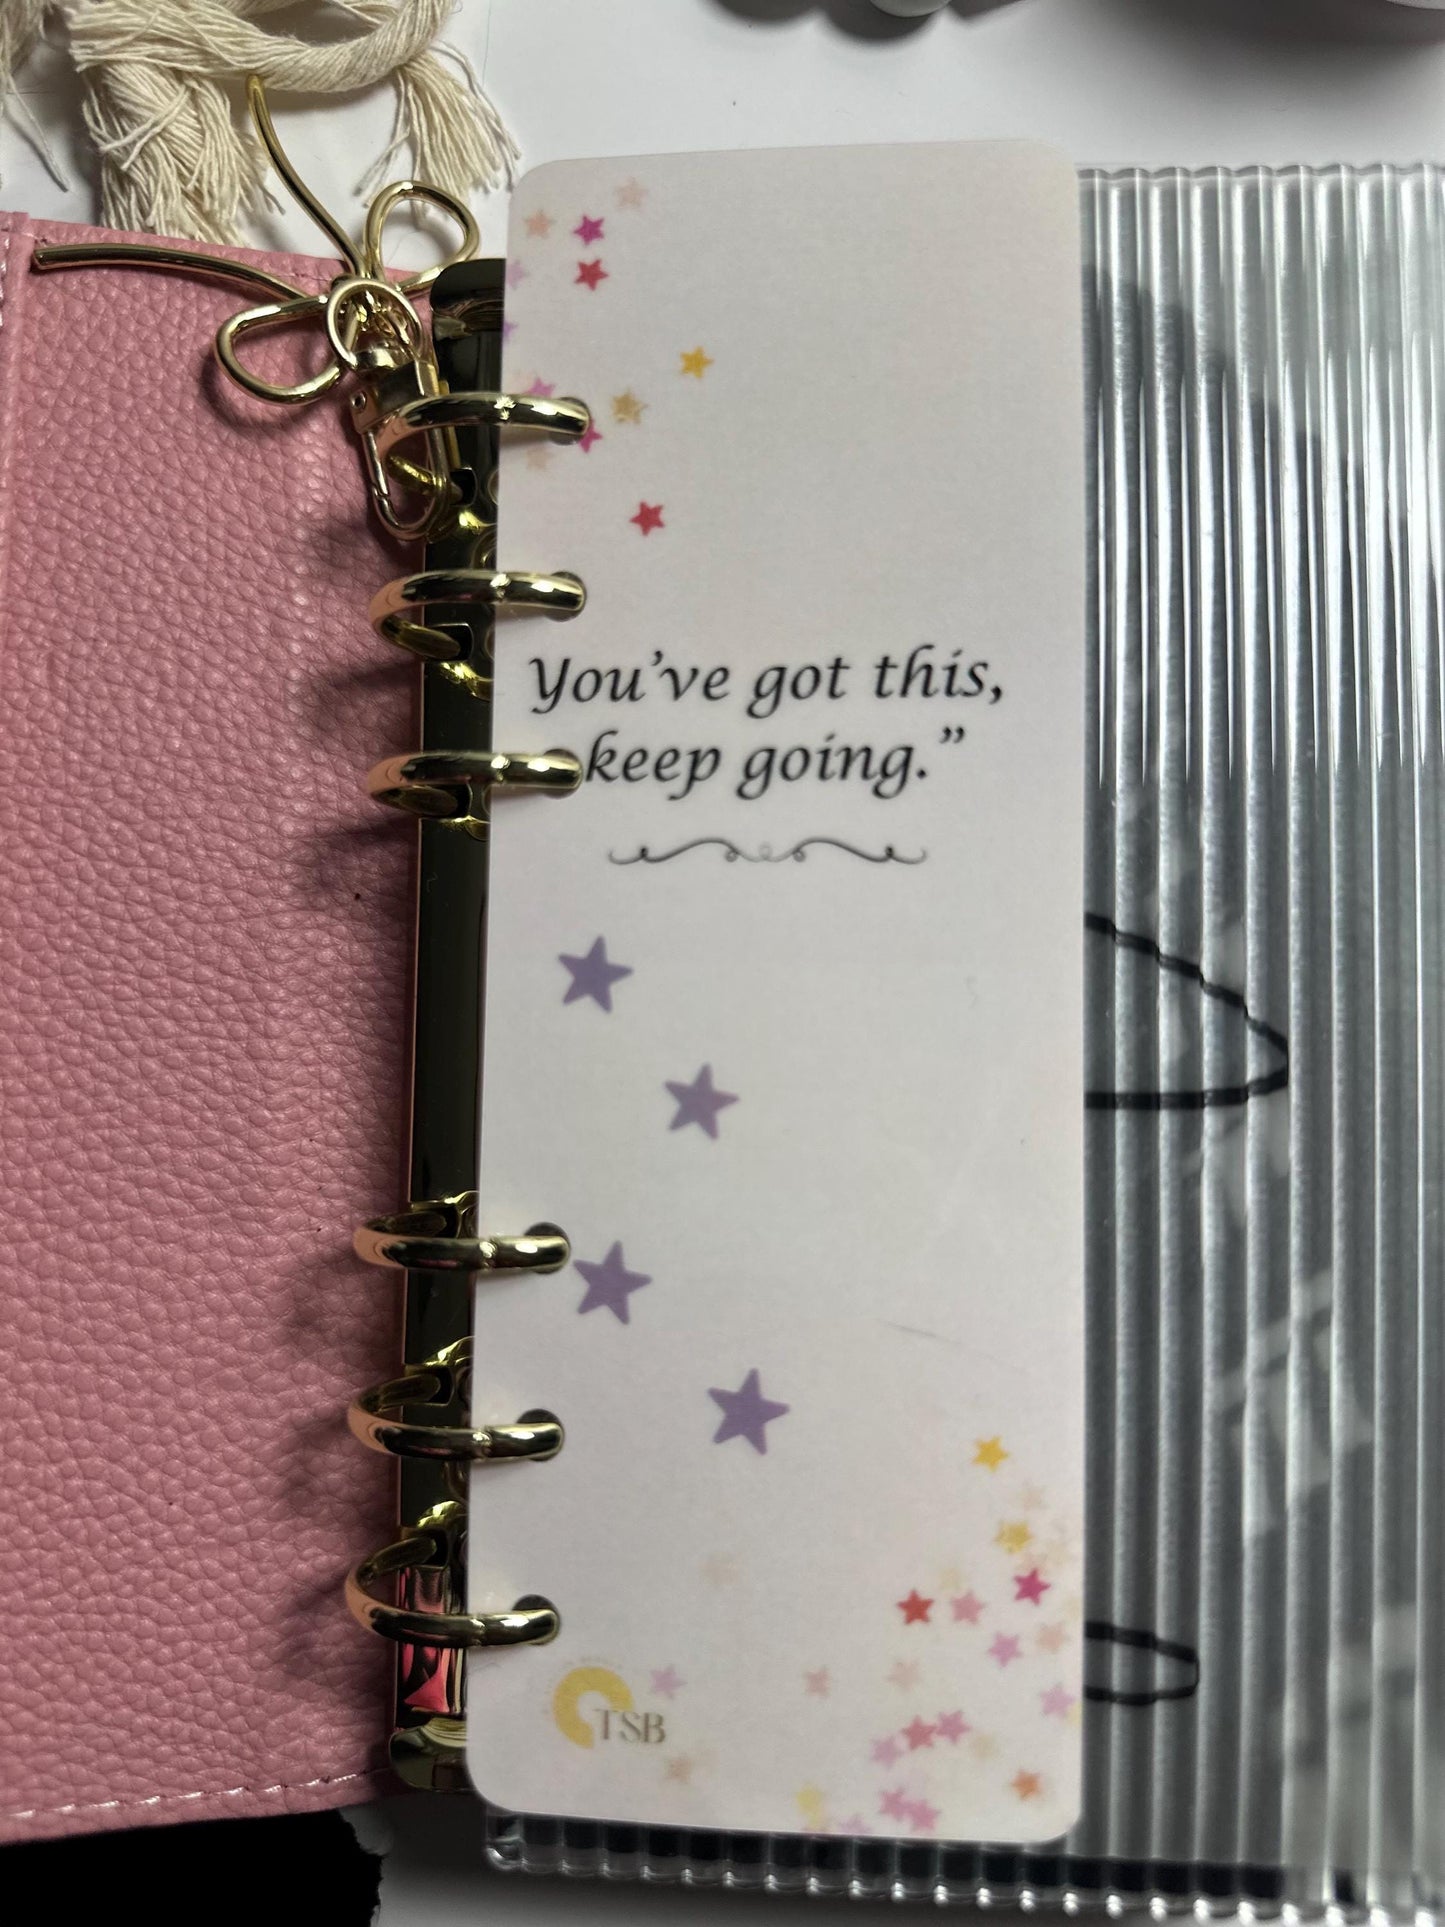 You’ve got this,
keep going.”
TSB